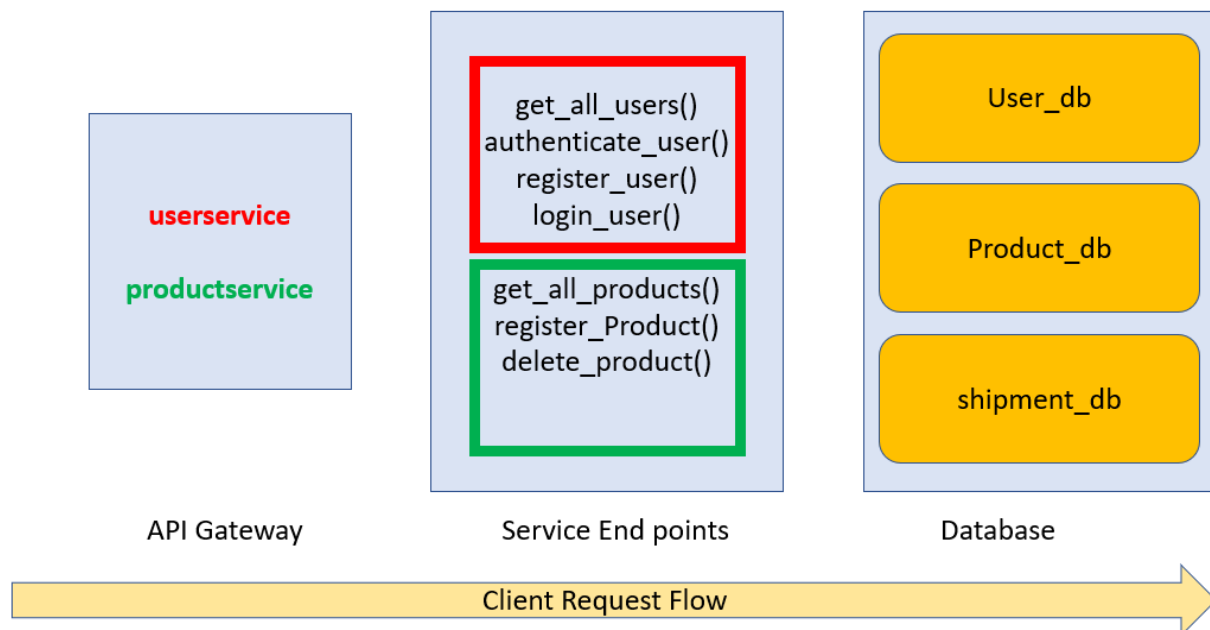 userservice
productservice
get_all_users()
authenticate_user()
register_user()
login_user()
get_all_products()
register_Product()
delete_product()
User_db
Product_db
shipment_db
API Gateway
Service End points
Database
Client Request Flow